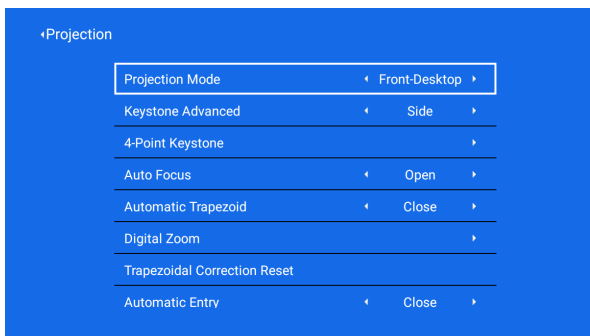 Projection
Projection Mode Front-Desktop
Keystone Advanced Side
4-Point Keystone
Auto Focus Open
Automatic Trapezoid Close
Digital Zoom
Trapezoidal Correction Reset
Automatic Entry Close